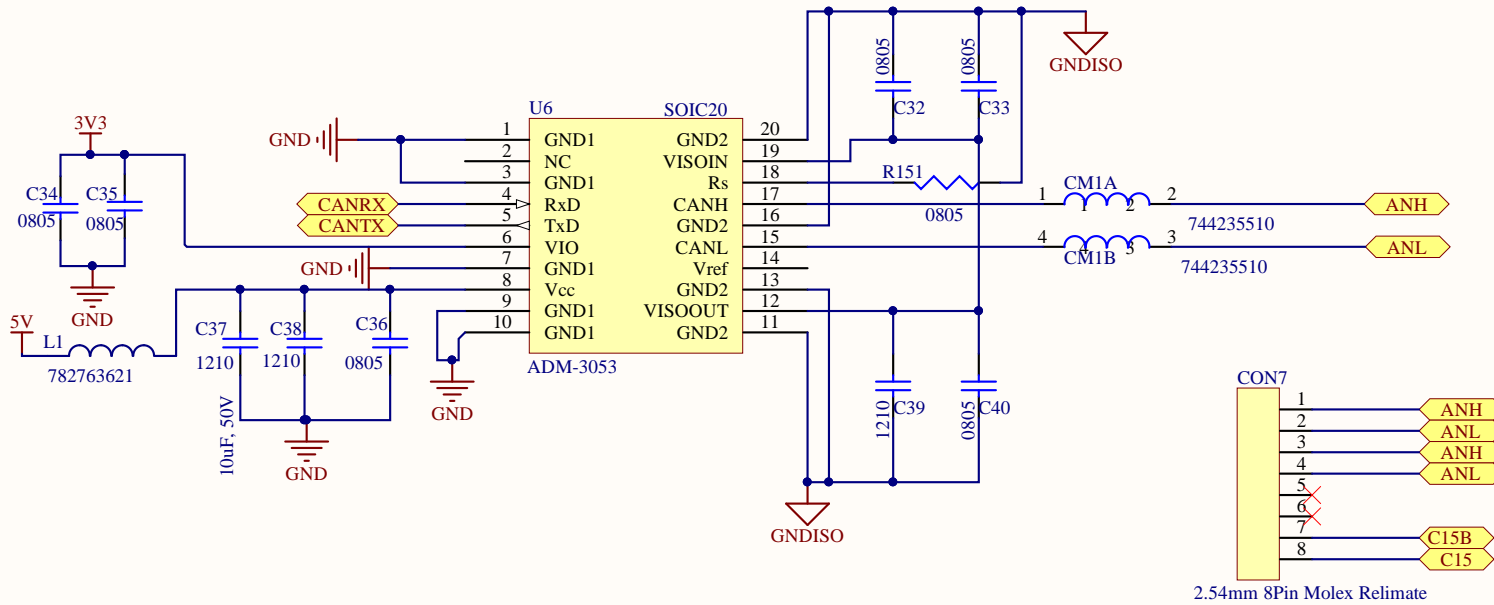 GNDISO
0805
0805
C32
C33
U6
SOIC20
3V3
GND
1
GND1
GND2
20
2
NC
VISOIN
19
3
GND1
Rs
18
R151
0805
C34
0805
C35
0805
CANRX
4
RxD
CANH
17
1
CM1A
1
2
2
744235510
ANH
CANTX
5
TxD
GND2
16
6
VIO
CANL
15
4
4
3
3
CM1B
744235510
ANL
GND
7
GND1
Vref
14
8
Vcc
GND2
13
9
GND1
VISOOUT
12
10
GND1
GND2
11
ADM-3053
GND
5V
L1
782763621
C37
1210
C38
1210
C36
0805
10uF, 50V
GND
GND
1210
C39
0805
C40
GNDISO
CON7
1
ANH
2
ANL
3
ANH
4
ANL
5
6
7
C15B
8
C15
2.54mm 8Pin Molex Relimate